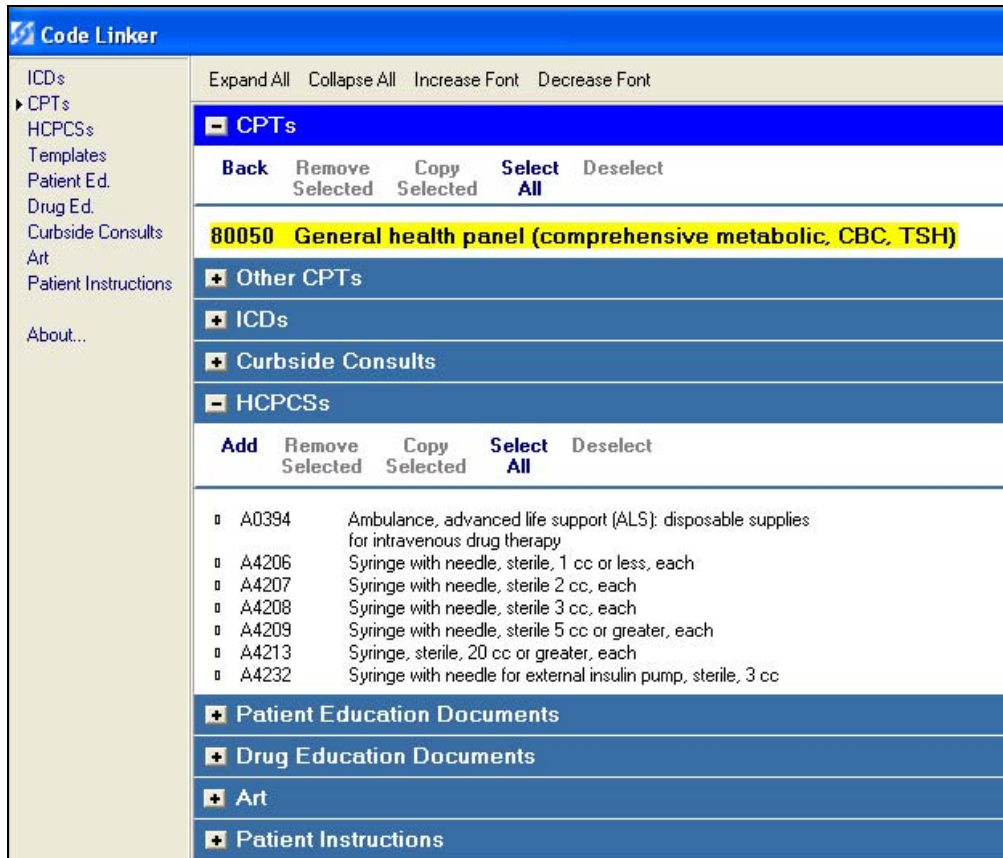 Code Linker
ICDs
CPTs
HCPCSs
Templates
Patient Ed.
Drug Ed.
Curbside Consults
Art
Patient Instructions
About...
Expand All Collapse All Increase Font Decrease Font
CPTs
Back Remove Selected Copy Selected Select All Deselect
80050 General health panel (comprehensive metabolic, CBC, TSH)
Other CPTs
ICDs
Curbside Consults
HCPCSs
Add Remove Selected Copy Selected Select All Deselect
A0394 Ambulance, advanced life support (ALS): disposable supplies
for intravenous drug therapy
A4206 Syringe with needle, sterile, 1 cc or less, each
A4207 Syringe with needle, sterile 2 cc, each
A4208 Syringe with needle, sterile 3 cc, each
A4209 Syringe with needle, sterile 5 cc or greater, each
A4213 Syringe, sterile, 20 cc or greater, each
A4232 Syringe with needle for external insulin pump, sterile, 3 cc
Patient Education Documents
Drug Education Documents
Art
Patient Instructions